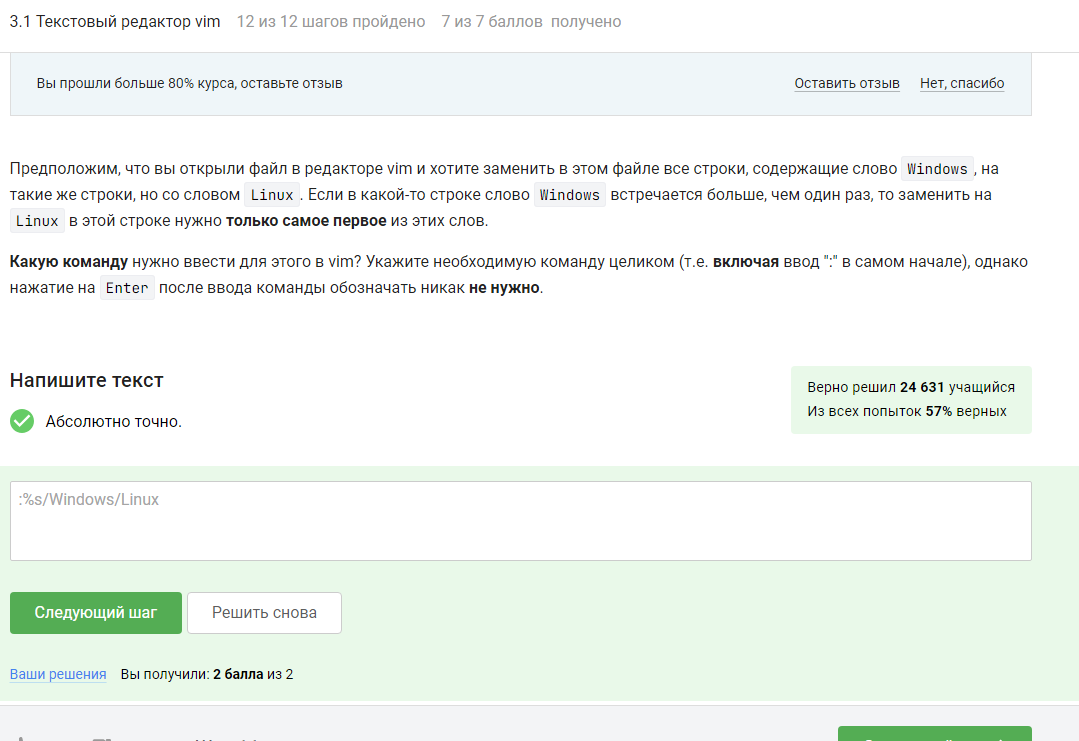 3.1 Текстовый редактор vim 12 из 12 шагов пройдено 7 из 7 баллов получено
Вы прошли больше 80% курса, оставьте отзыв Оставить отзыв Нет, спасибо
Предположим, что вы открыли файл в редакторе vim и хотите заменить в этом файле все строки, содержащие слово Windows, на
такие же строки, но со словом Linux. Если в какой-то строке слово Windows встречается больше, чем один раз, то заменить на
Linux в этой строке нужно только самое первое из этих слов.
Какую команду нужно ввести для этого в vim? Укажите необходимую команду целиком (т.е. включая ввод ":" в самом начале), однако
нажатие на Enter после ввода команды обозначать никак не нужно.
Напишите текст
Верно решил 24 631 учащийся
Из всех попыток 57% верных
Абсолютно точно.
:%s/Windows/Linux
Следующий шаг Решить снова
Ваши решения Вы получили: 2 балла из 2